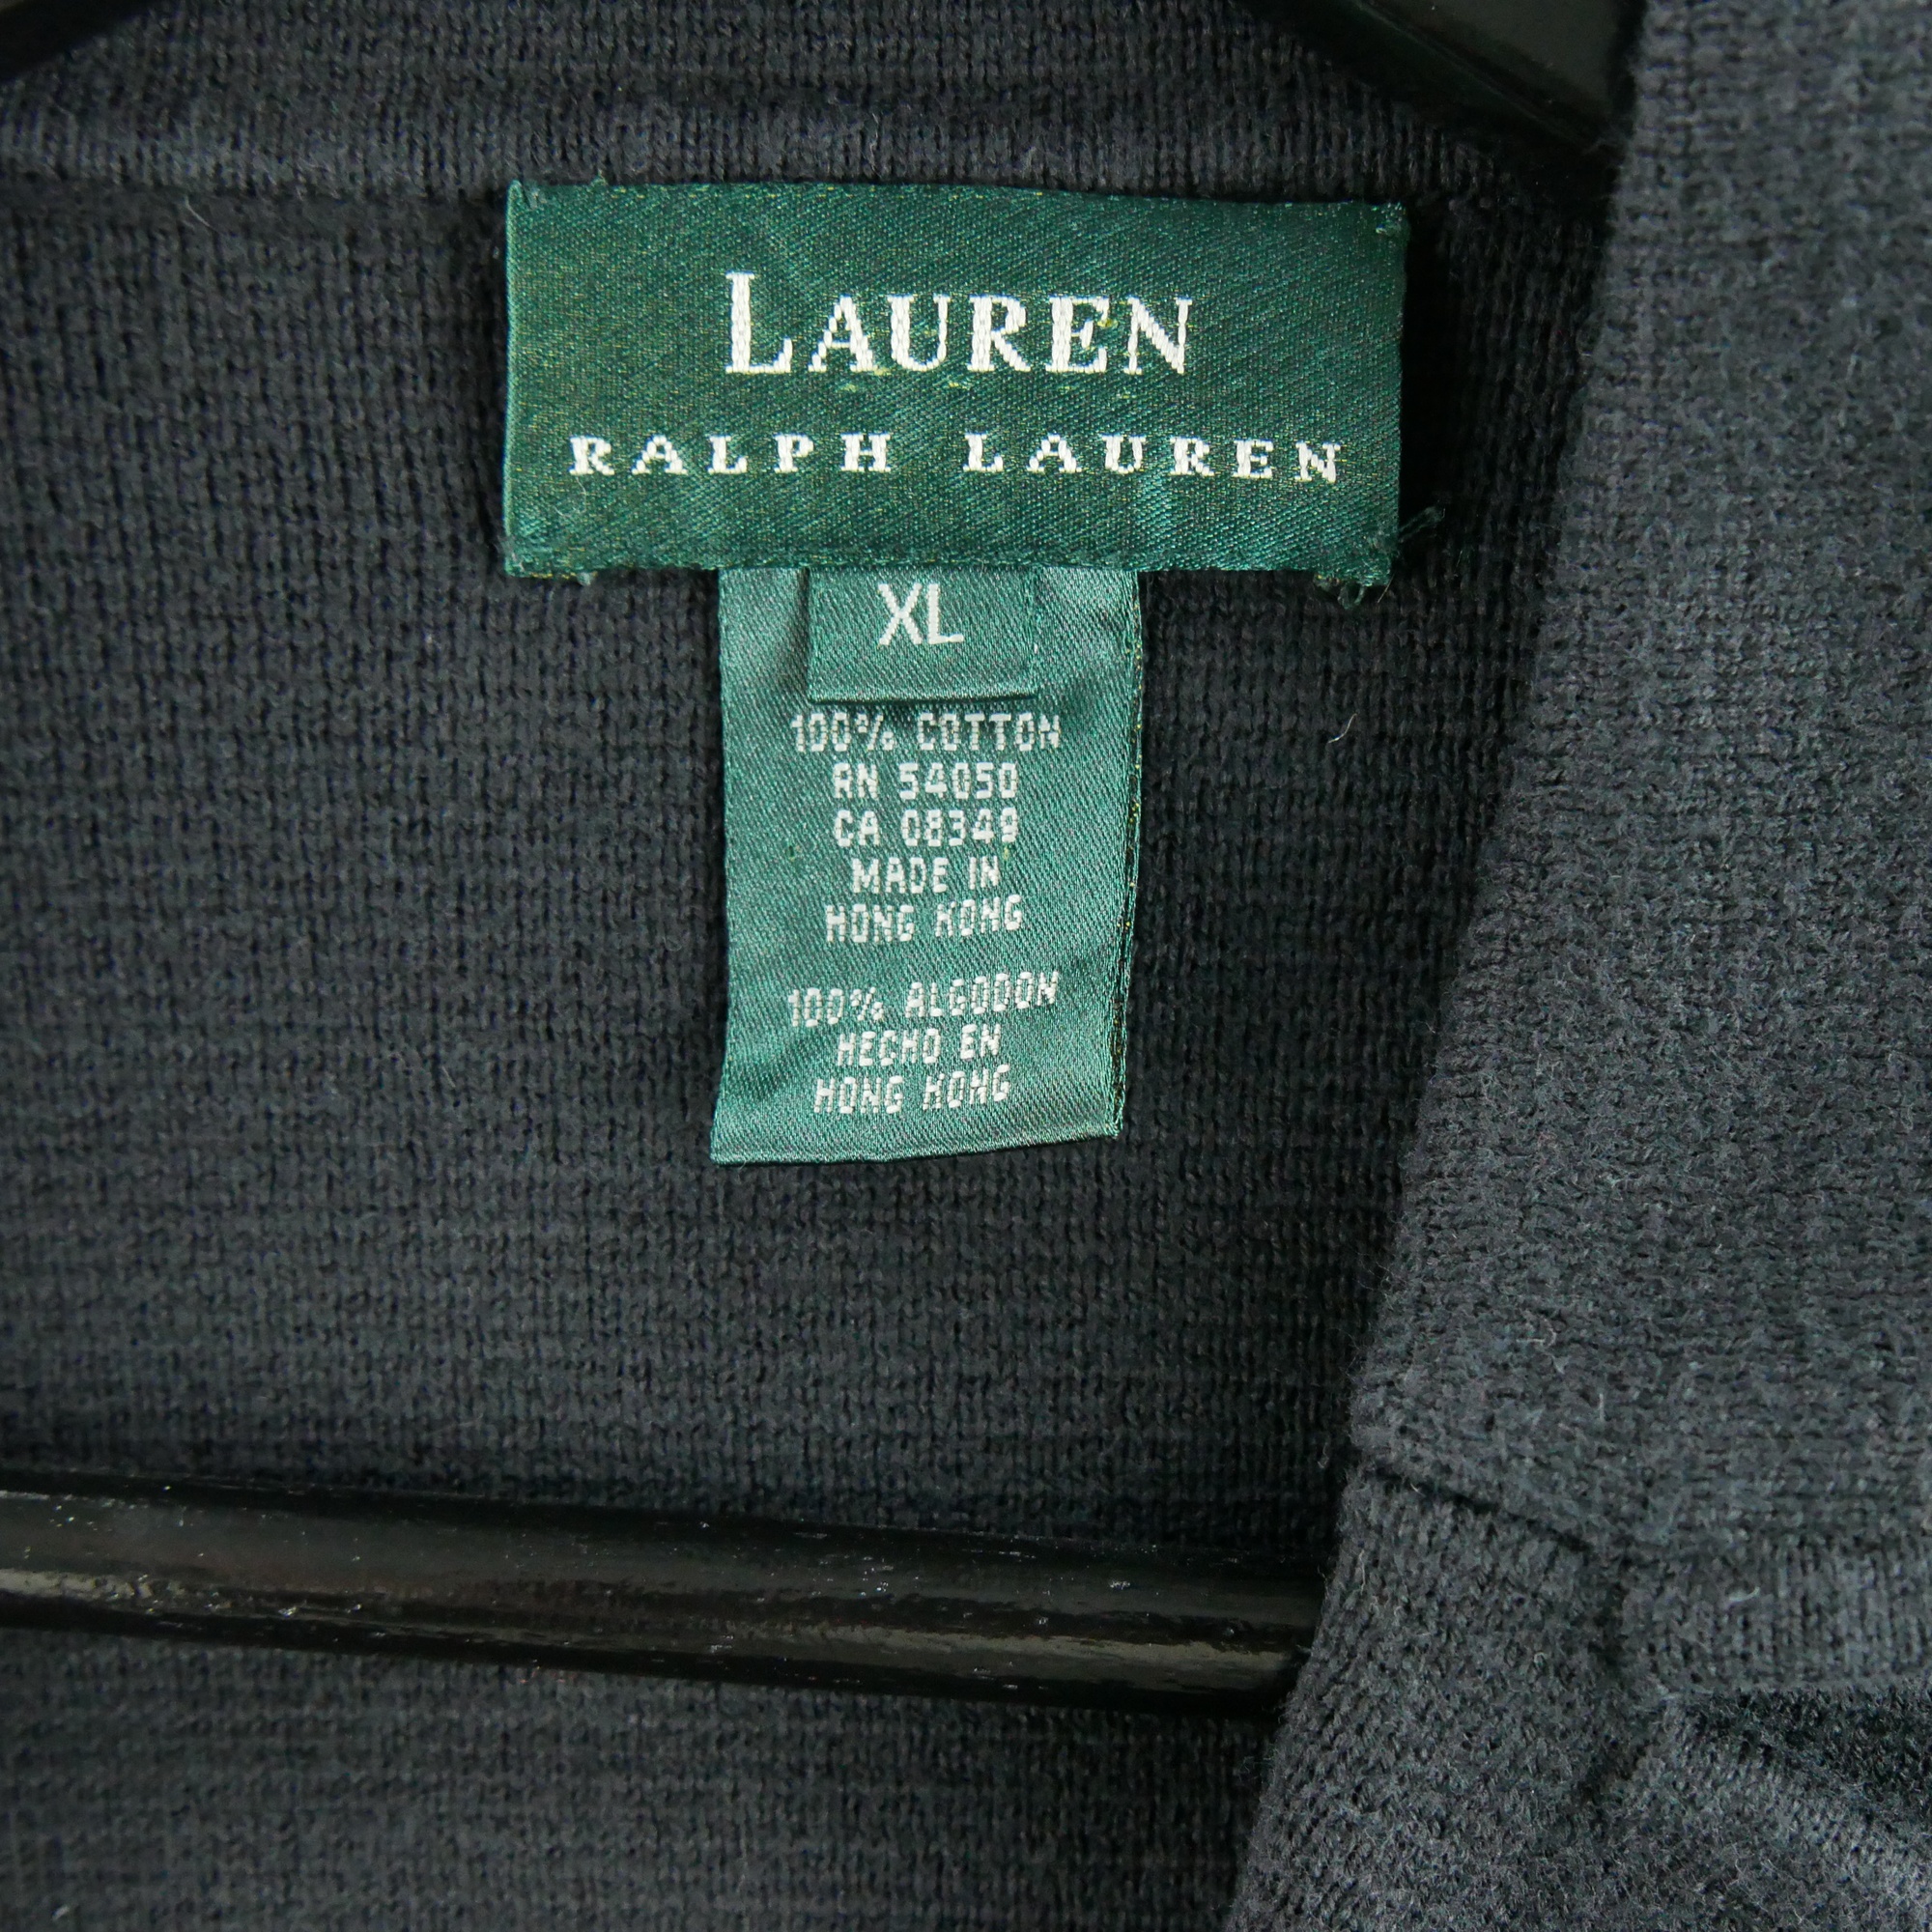 LAUREN
RALPH LAUREN
XL
100% COTTON
RN 54050
CA 08349
MADE IN
HONG KONG
100% ALGODON
HECHO EN
HONG KONG